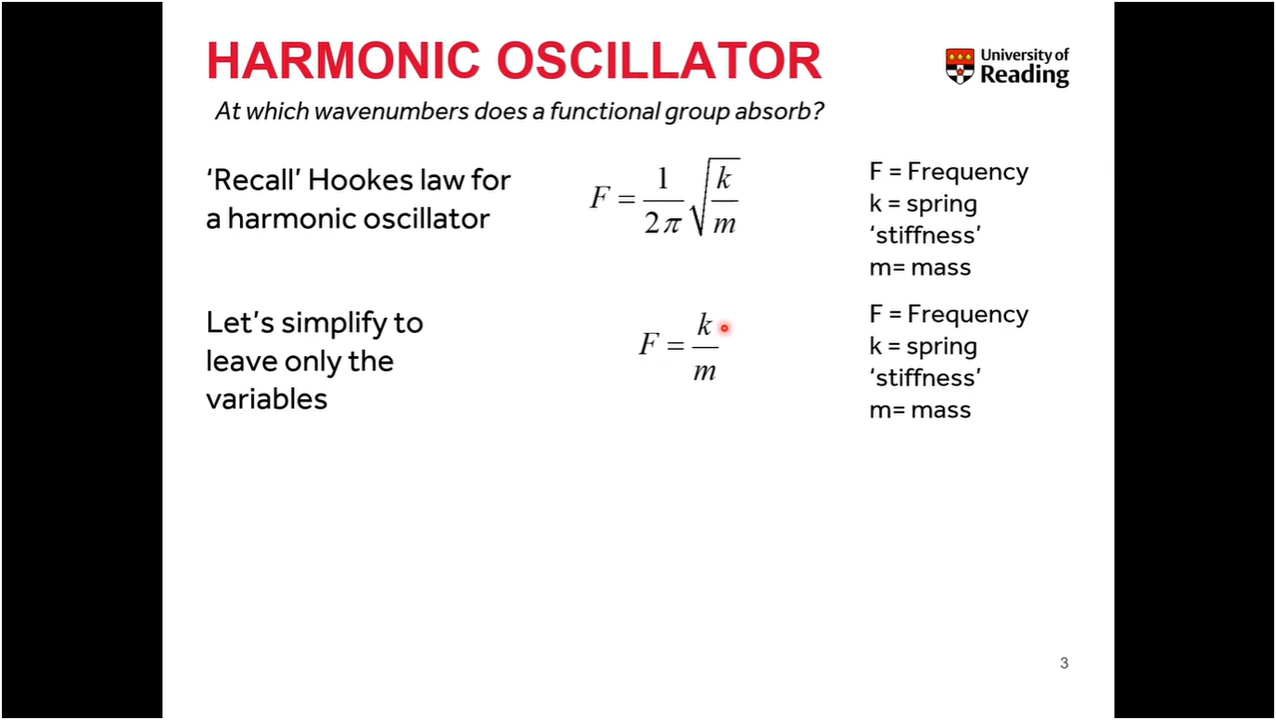 HARMONIC OSCILLATOR
University of
Reading
At which wavenumbers does a functional group absorb?
‘Recall’ Hookes law for
a harmonic oscillator
F = 1/2π √(k/m)
F = Frequency
k = spring
‘stiffness’
m= mass
Let’s simplify to
leave only the
variables
F = k/m
F = Frequency
k = spring
‘stiffness’
m= mass
3